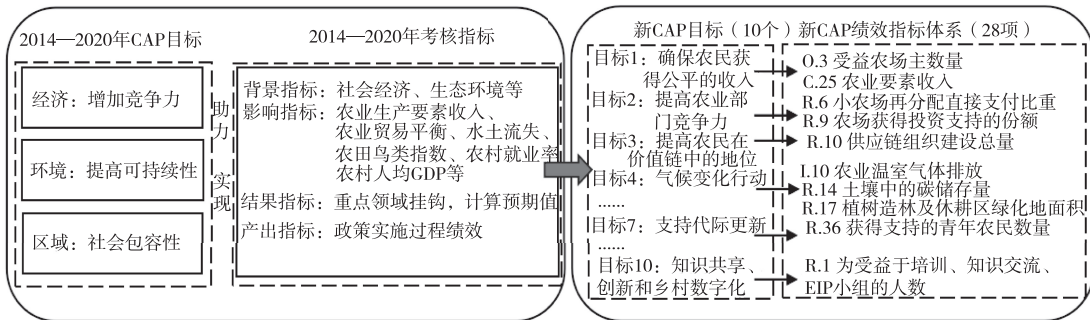 2014—2020年CAP目标
经济：增加竞争力
环境：提高可持续性
区域：社会包容性
助力
实现
2014—2020年考核指标
背景指标：社会经济、生态环境等
影响指标：农业生产要素收入、
农业贸易平衡、水土流失、
农田鸟类指数、农村就业率
农村人均GDP等
结果指标：重点领域挂钩，计算预期值
产出指标：政策实施过程绩效
新CAP目标（10个）
目标1：确保农民获
得公平的收入
目标2：提高农业部
门竞争力
目标3：提高农民在
价值链中的地位
目标4：气候变化行动
......
目标7：支持代际更新
......
目标10：知识共享、
创新和乡村数字化
新CAP绩效指标体系（28项）
O.3 受益农场主数量
C.25 农业要素收入
R.6 小农场再分配直接支付比重
R.9 农场获得投资支持的份额
R.10 供应链组织建设总量
I.10 农业温室气体排放
R.14 土壤中的碳储存量
R.17 植树造林及休耕区绿化地面积
R.36 获得支持的青年农民数量
R.1 为受益于培训、知识交流、
EIP小组的人数